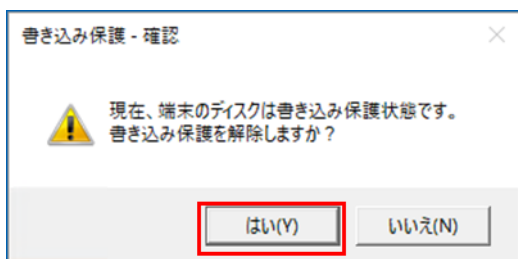 書き込み保護 - 確認
現在、端末のディスクは書き込み保護状態です。
書き込み保護を解除しますか？
はい(Y)
いいえ(N)